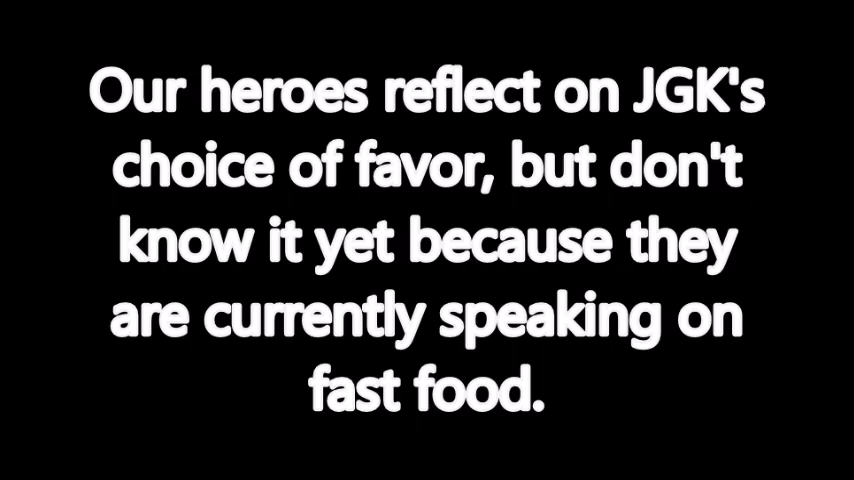 Our heroes reflect on JGK's
choice of favor, but don't
know it yet because they
are currently speaking on
fast food.